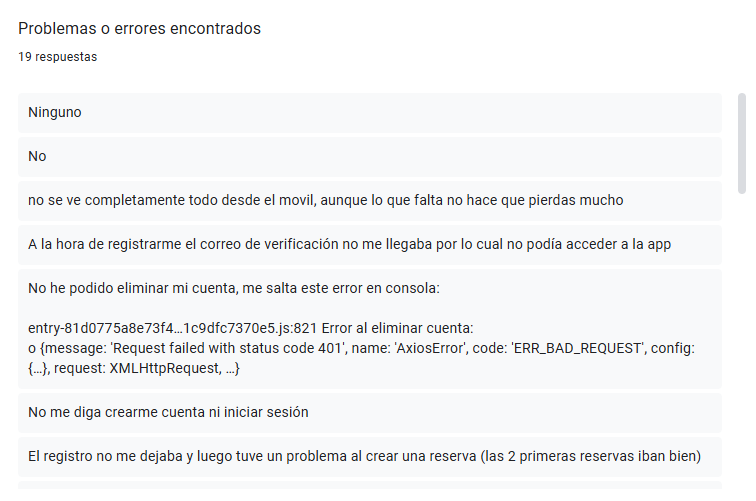 Problemas o errores encontrados
19 respuestas
Ninguno
No
no se ve completamente todo desde el movil, aunque lo que falta no hace que pierdas mucho
A la hora de registrarme el correo de verificación no me llegaba por lo cual no podía acceder a la app
No he podido eliminar mi cuenta, me salta este error en consola:
entry-81d0775a8e73f4…1c9dfc7370e5.js:821 Error al eliminar cuenta:
o {message: 'Request failed with status code 401', name: 'AxiosError', code: 'ERR_BAD_REQUEST', config:
{…}, request: XMLHttpRequest, …}
No me diga crearme cuenta ni iniciar sesión
El registro no me dejaba y luego tuve un problema al crear una reserva (las 2 primeras reservas iban bien)